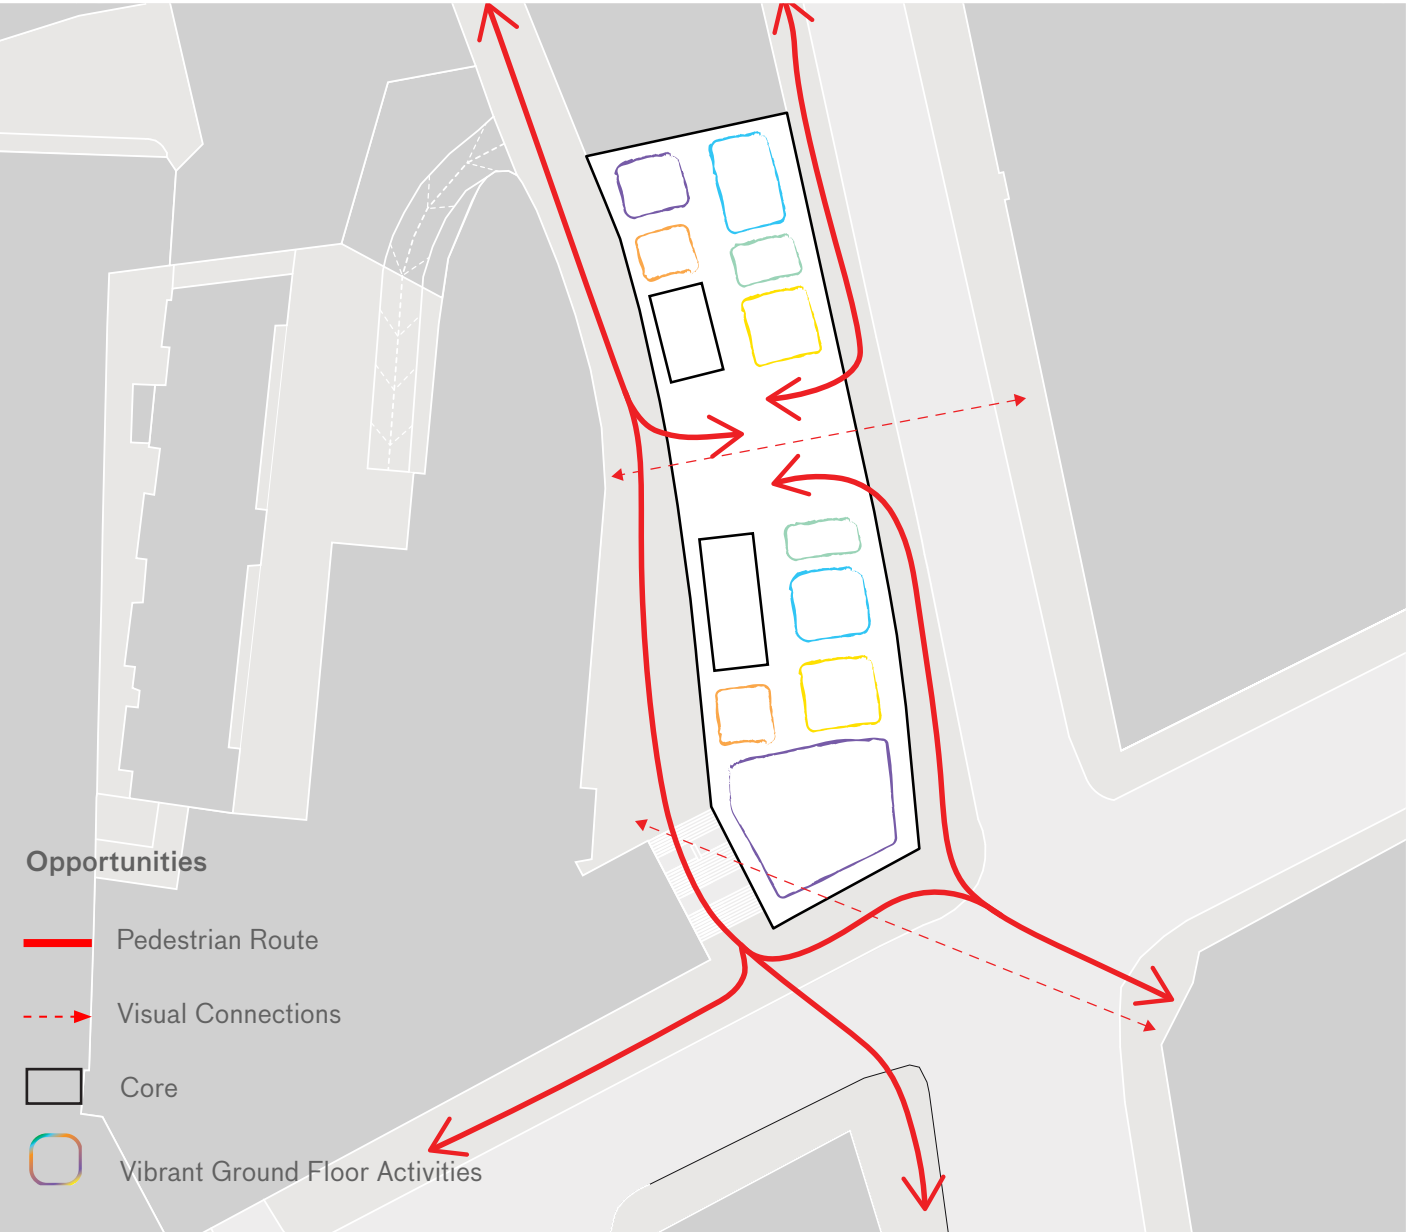 Opportunities
Pedestrian Route
Visual Connections
Core
Vibrant Ground Floor Activities